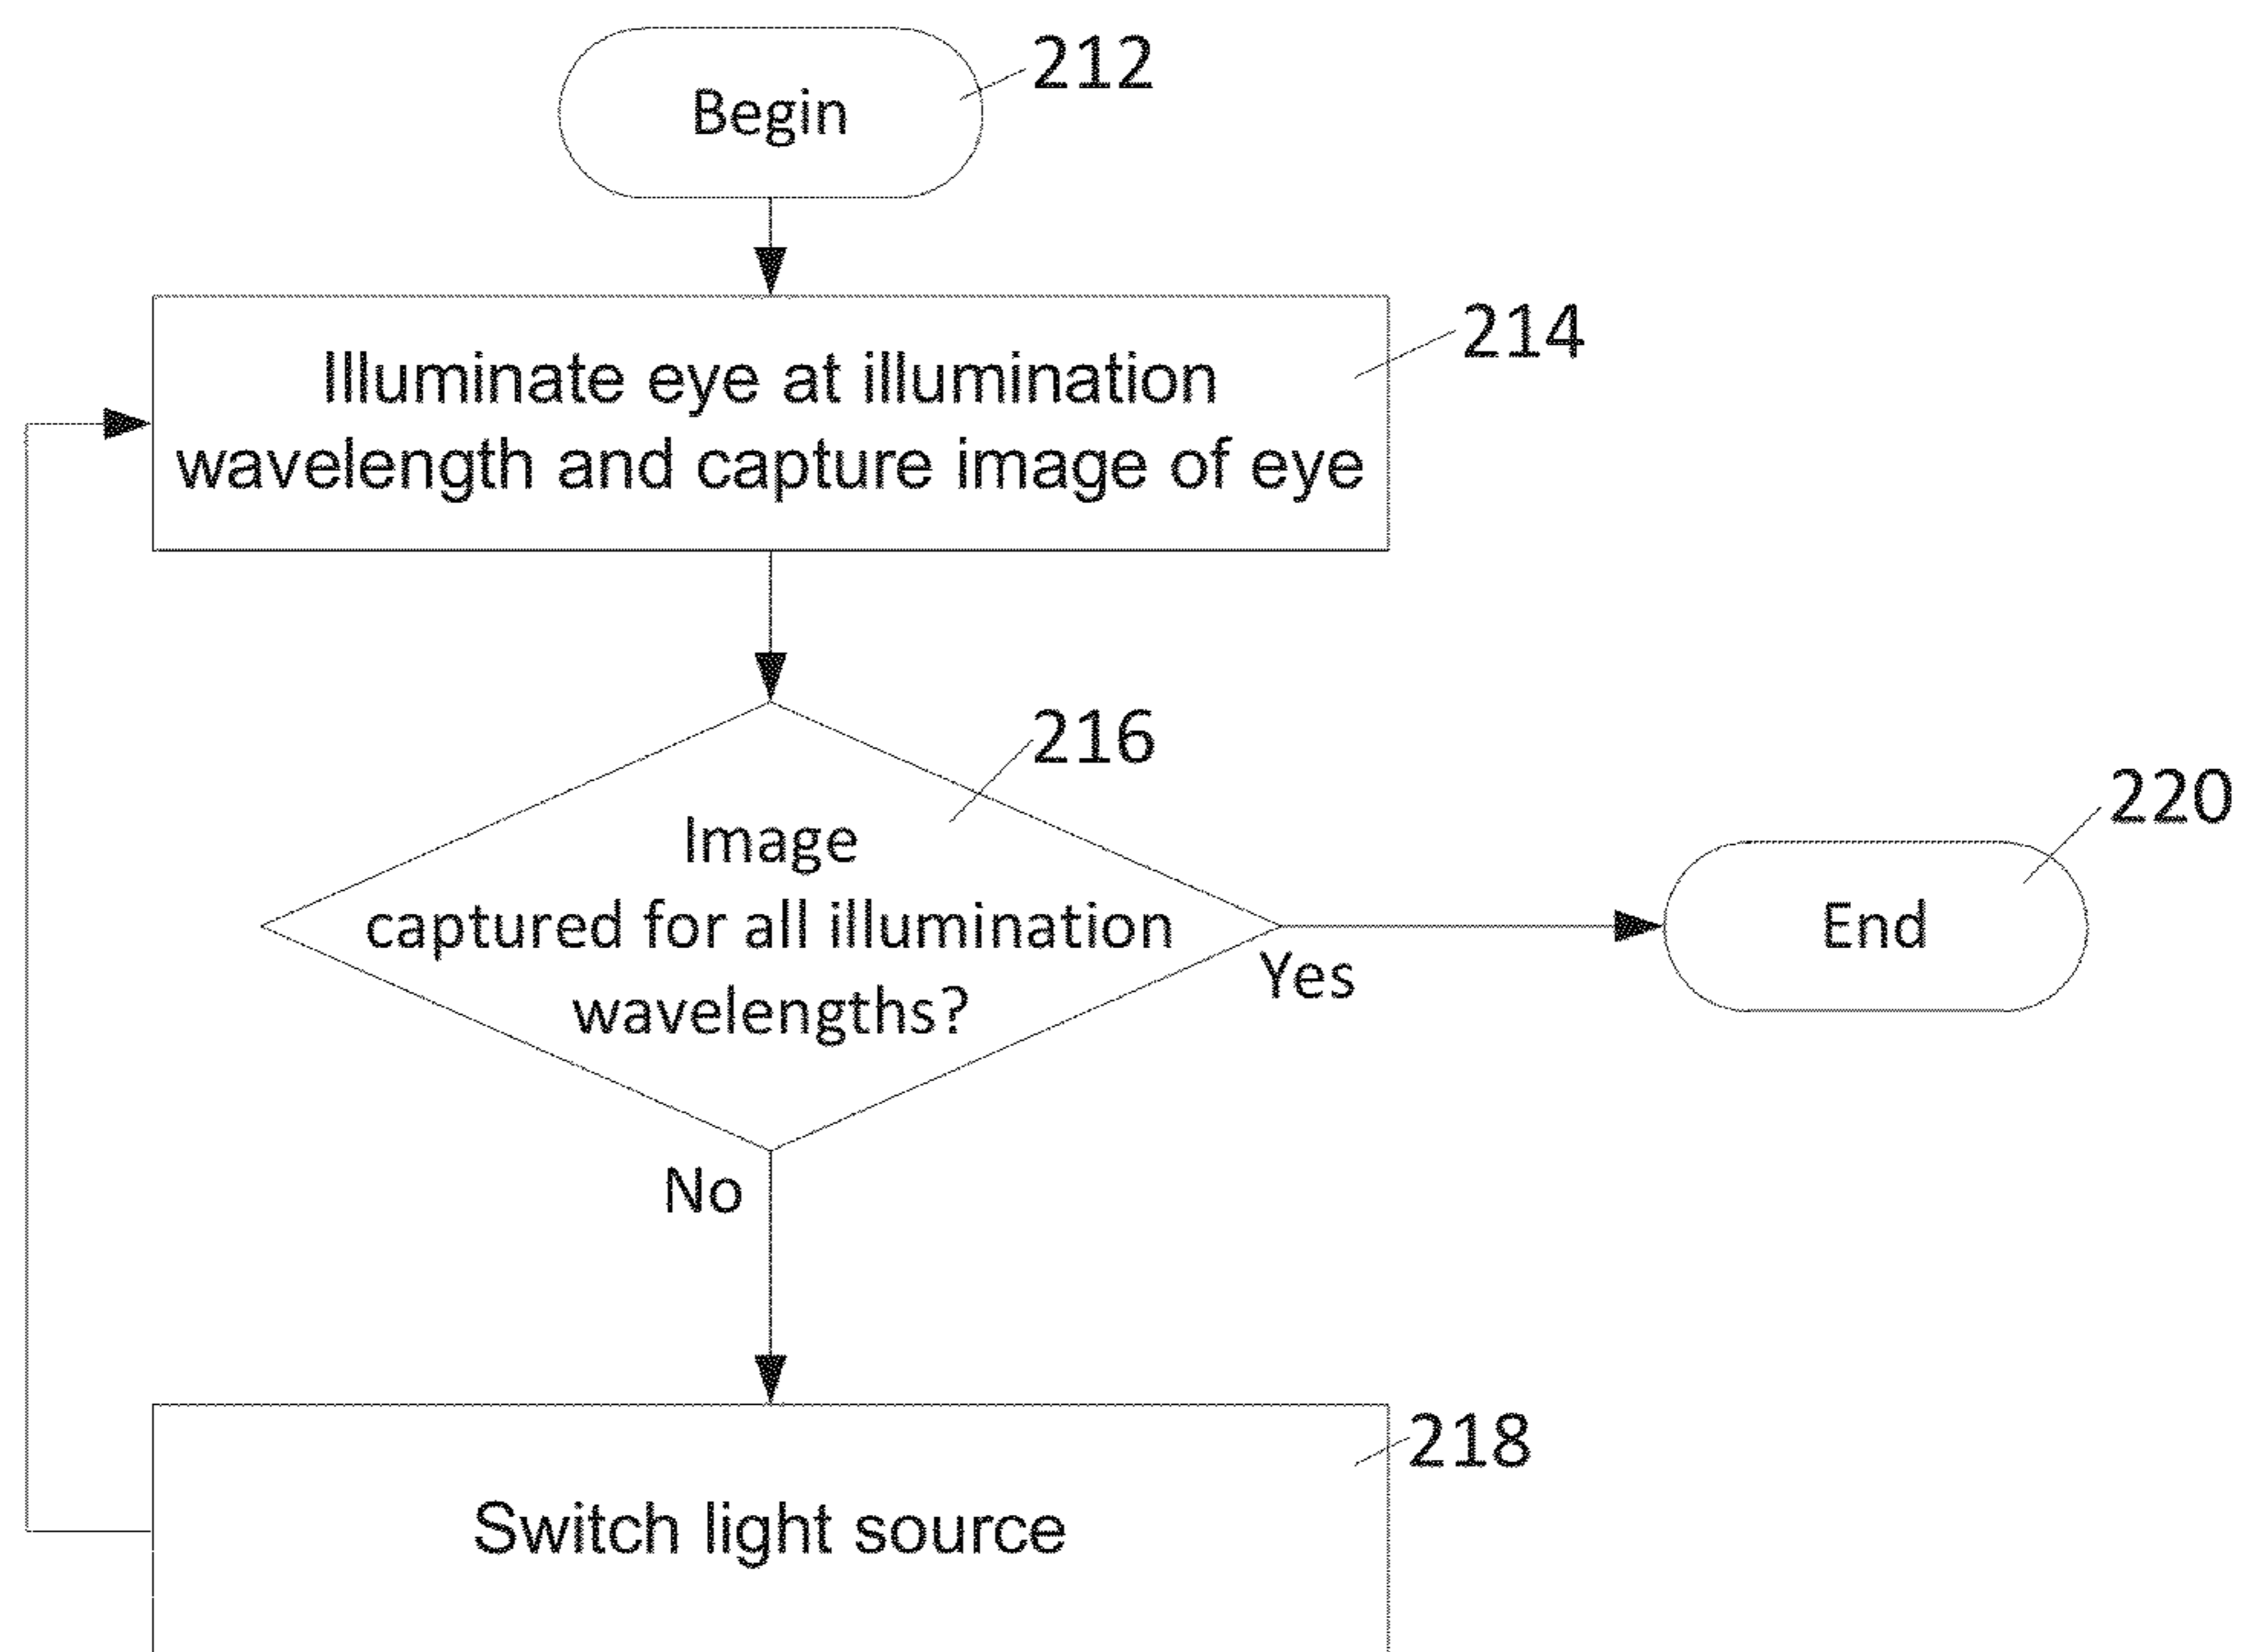 Begin
212
Illuminate eye at illumination
wavelength and capture image of eye
214
Image
captured for all illumination
wavelengths?
216
Yes
End
220
No
Switch light source
218